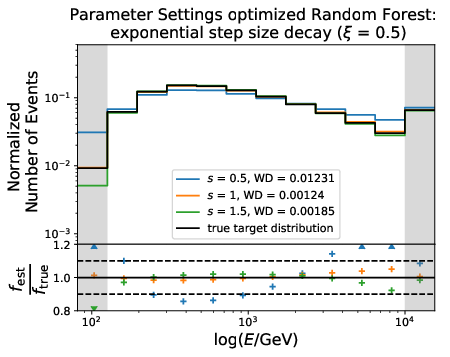 Parameter Settings optimized Random Forest:
exponential step size decay (ξ = 0.5)
Normalized
Number of Events
10⁻¹
10⁻²
10⁻³
s = 0.5, WD = 0.01231
s = 1, WD = 0.00124
s = 1.5, WD = 0.00185
true target distribution
f_est
f_true
1.2
1.0
0.8
10² 10³ 10⁴
log(E/GeV)